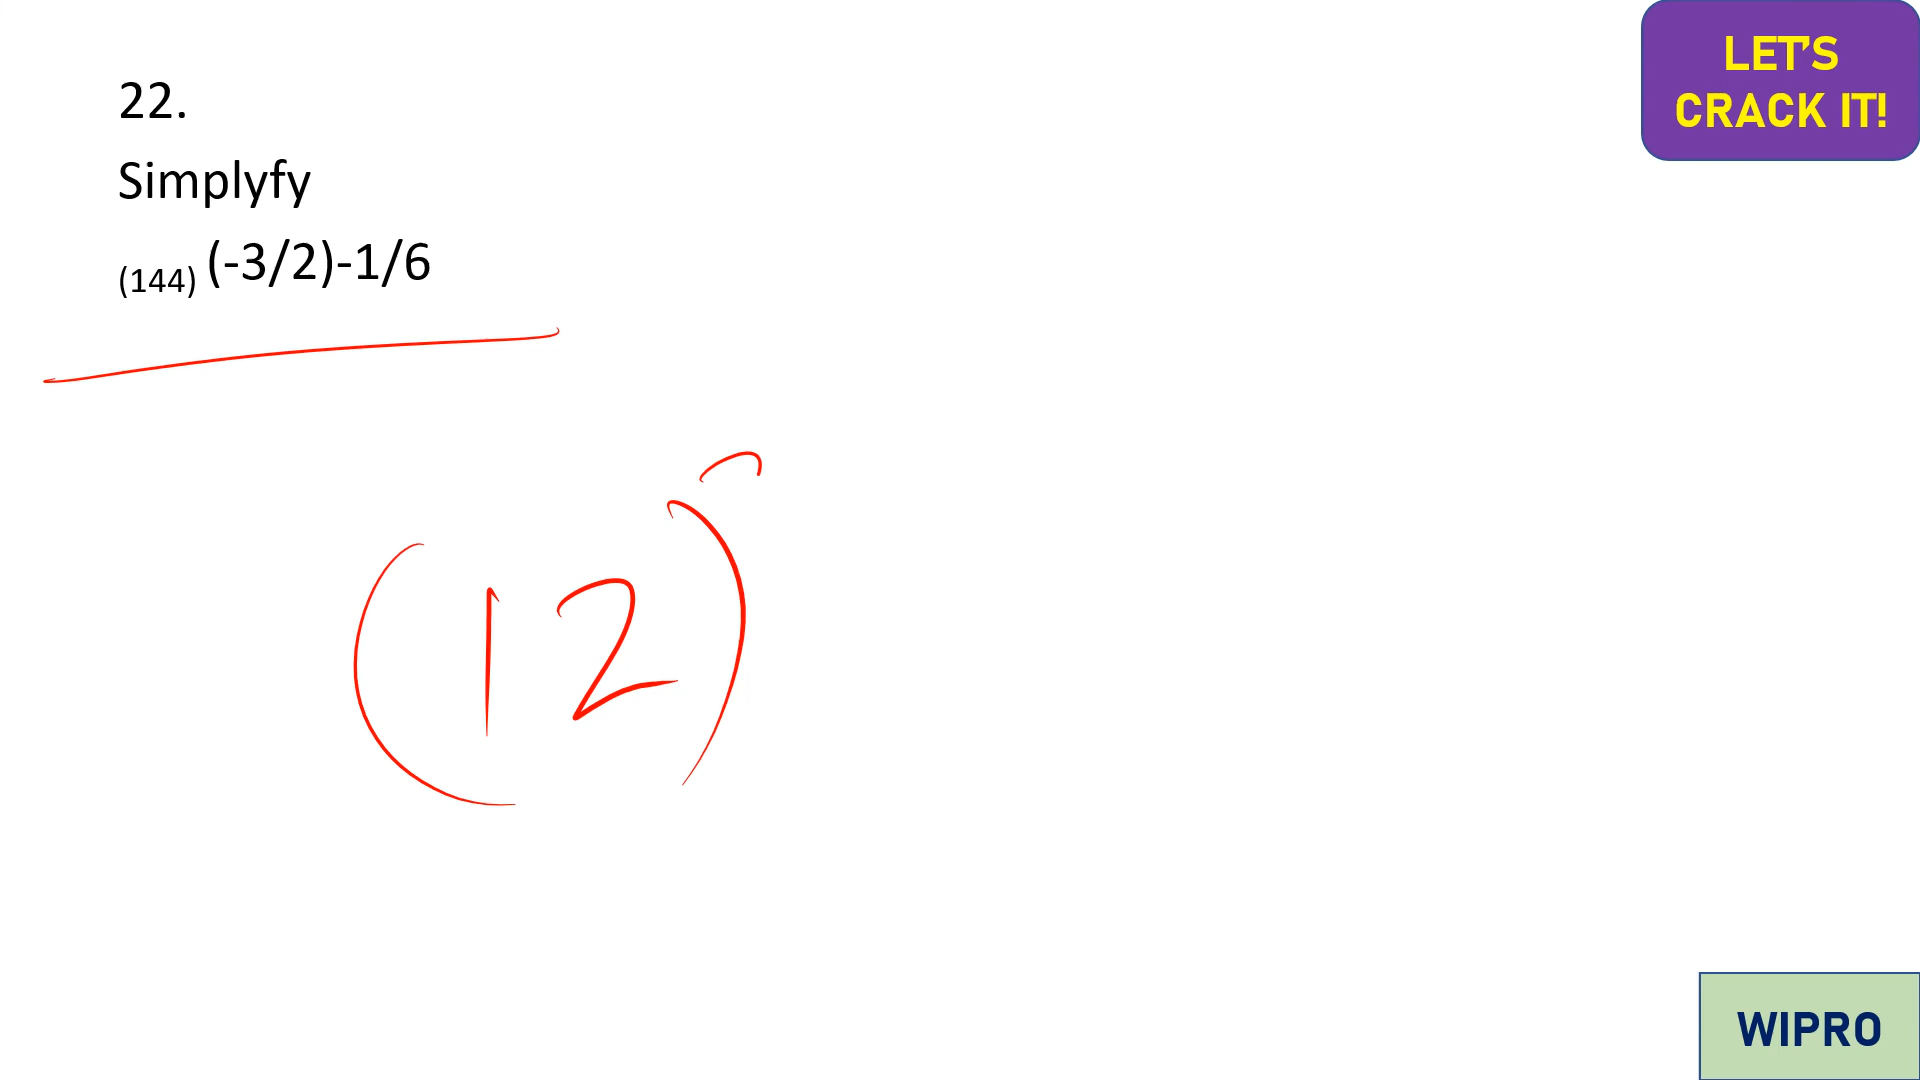 LET'S
CRACK IT!
22.
Simplyfy
(144) (-3/2)-1/6
(12)
WIPRO